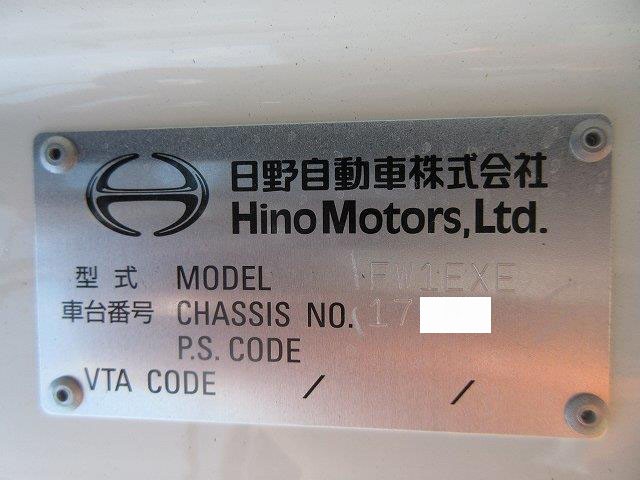 日野自動車株式会社
Hino Motors, Ltd.
型式 MODEL FW1EXE
車台番号 CHASSIS NO. 17
P.S. CODE
VTA CODE / /